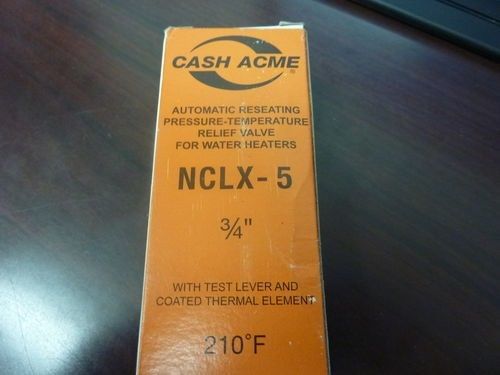 CASH ACME
®
AUTOMATIC RESEATING
PRESSURE-TEMPERATURE
RELIEF VALVE
FOR WATER HEATERS
NCLX-5
3/4"
WITH TEST LEVER AND
COATED THERMAL ELEMENT
210°F